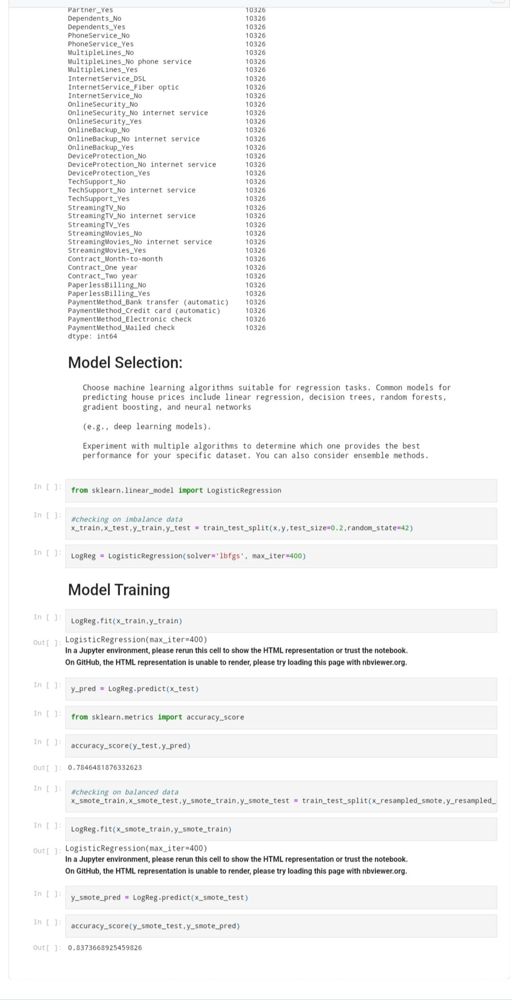 Partner_Yes 10326
Dependents_No 10326
Dependents_Yes 10326
PhoneService_No 10326
PhoneService_Yes 10326
MultipleLines_No 10326
MultipleLines_No phone service 10326
MultipleLines_Yes 10326
InternetService_DSL 10326
InternetService_Fiber optic 10326
InternetService_No 10326
OnlineSecurity_No 10326
OnlineSecurity_No internet service 10326
OnlineSecurity_Yes 10326
OnlineBackup_No 10326
OnlineBackup_No internet service 10326
OnlineBackup_Yes 10326
DeviceProtection_No 10326
DeviceProtection_No internet service 10326
DeviceProtection_Yes 10326
TechSupport_No 10326
TechSupport_No internet service 10326
TechSupport_Yes 10326
StreamingTV_No 10326
StreamingTV_No internet service 10326
StreamingTV_Yes 10326
StreamingMovies_No 10326
StreamingMovies_No internet service 10326
StreamingMovies_Yes 10326
Contract_Month-to-month 10326
Contract_One year 10326
Contract_Two year 10326
PaperlessBilling_No 10326
PaperlessBilling_Yes 10326
PaymentMethod_Bank transfer (automatic) 10326
PaymentMethod_Credit card (automatic) 10326
PaymentMethod_Electronic check 10326
PaymentMethod_Mailed check 10326
dtype: int64
Model Selection:
Choose machine learning algorithms suitable for regression tasks. Common models for
predicting house prices include linear regression, decision trees, random forests,
gradient boosting, and neural networks
(e.g., deep learning models).
Experiment with multiple algorithms to determine which one provides the best
performance for your specific dataset. You can also consider ensemble methods.
In [ ]: from sklearn.linear_model import LogisticRegression
In [ ]: #checking on imbalance data
x_train,x_test,y_train,y_test = train_test_split(x,y,test_size=0.2,random_state=42)
In [ ]: LogReg = LogisticRegression(solver='lbfgs', max_iter=400)
Model Training
In [ ]: LogReg.fit(x_train,y_train)
Out[ ]: LogisticRegression(max_iter=400)
In a Jupyter environment, please rerun this cell to show the HTML representation or trust the notebook.
On GitHub, the HTML representation is unable to render, please try loading this page with nbviewer.org.
In [ ]: y_pred = LogReg.predict(x_test)
In [ ]: from sklearn.metrics import accuracy_score
In [ ]: accuracy_score(y_test,y_pred)
Out[ ]: 0.7846481876332623
In [ ]: #checking on balanced data
x_smote_train,x_smote_test,y_smote_train,y_smote_test = train_test_split(x_resampled_smote,y_resampled_
In [ ]: LogReg.fit(x_smote_train,y_smote_train)
Out[ ]: LogisticRegression(max_iter=400)
In a Jupyter environment, please rerun this cell to show the HTML representation or trust the notebook.
On GitHub, the HTML representation is unable to render, please try loading this page with nbviewer.org.
In [ ]: y_smote_pred = LogReg.predict(x_smote_test)
In [ ]: accuracy_score(y_smote_test,y_smote_pred)
Out[ ]: 0.8373668925459826